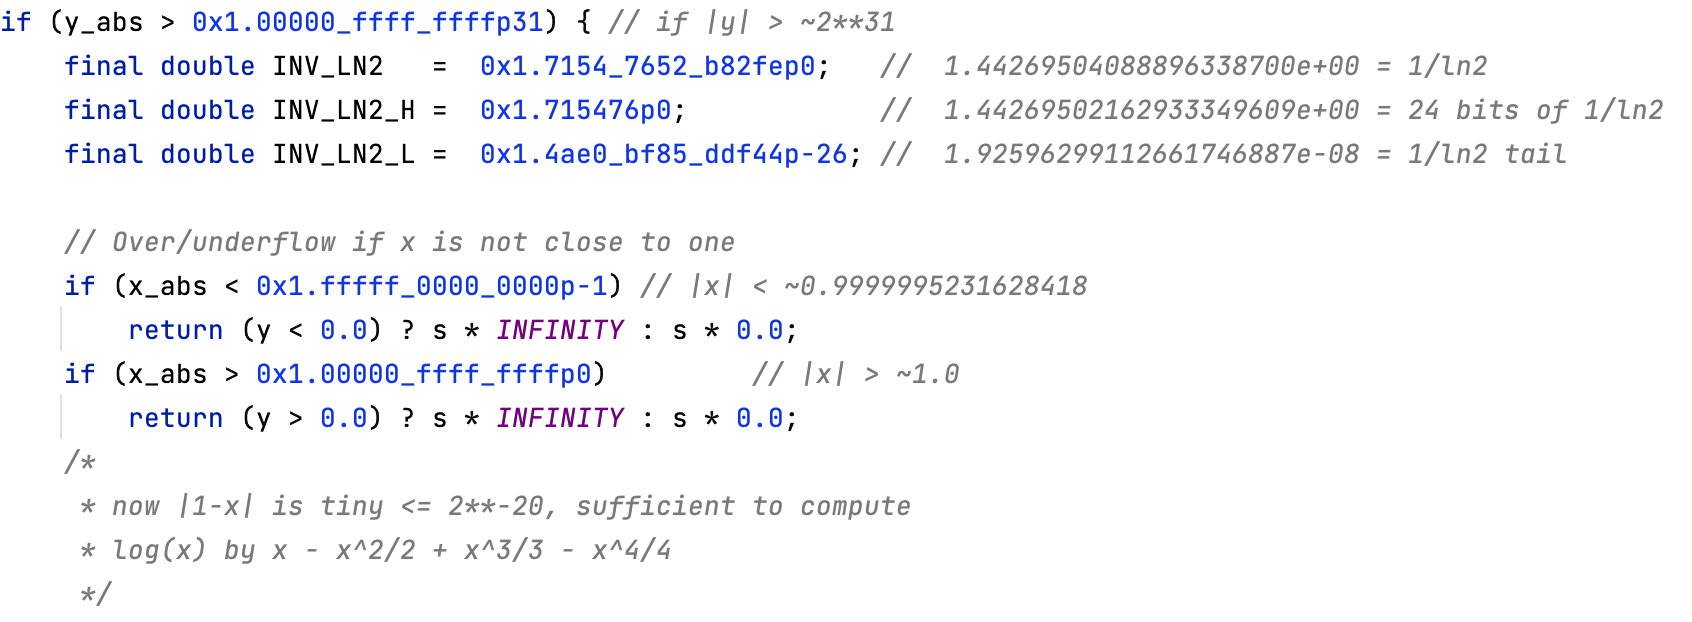 if (y_abs > 0x1.00000_ffff_ffffp31) { // if |y| > ~2**31
    final double INV_LN2   =  0x1.7154_7652_b82fep0;   //  1.44269504088896338700e+00 = 1/ln2
    final double INV_LN2_H =  0x1.715476p0;            //  1.44269502162933349609e+00 = 24 bits of 1/ln2
    final double INV_LN2_L =  0x1.4ae0_bf85_ddf44p-26; //  1.92596299112661746887e-08 = 1/ln2 tail

    // Over/underflow if x is not close to one
    if (x_abs < 0x1.fffff_0000_0000p-1) // |x| < ~0.9999995231628418
        return (y < 0.0) ? s * INFINITY : s * 0.0;
    if (x_abs > 0x1.00000_ffff_ffffp0)         // |x| > ~1.0
        return (y > 0.0) ? s * INFINITY : s * 0.0;
    /*
     * now |1-x| is tiny <= 2**-20, sufficient to compute
     * log(x) by x - x^2/2 + x^3/3 - x^4/4
     */